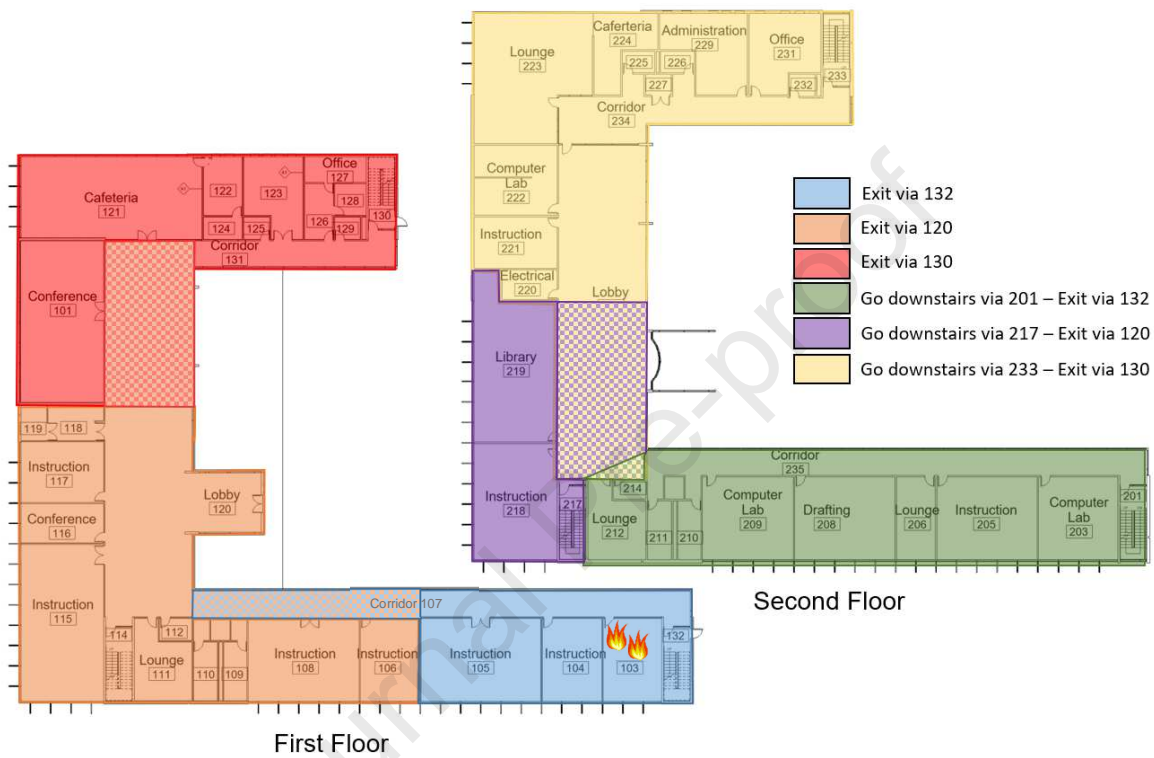 Lounge
223
Caferteria
224
Administration
229
Office
231
225
226
227
232
233
Corridor
234
Computer
Lab
222
Instruction
221
Electrical
220
Lobby
Library
219
Instruction
218
217
Lounge
212
214
211
210
Computer
Lab
209
Drafting
208
Lounge
206
Instruction
205
Computer
Lab
203
201
Corridor
235
Second Floor
Exit via 132
Exit via 120
Exit via 130
Go downstairs via 201 – Exit via 132
Go downstairs via 217 – Exit via 120
Go downstairs via 233 – Exit via 130
Cafeteria
121
122
123
Office
127
128
124
125
126
129
130
Corridor
131
Conference
101
119
118
Instruction
117
Conference
116
Lobby
120
Instruction
115
114
112
Lounge
111
110
109
Instruction
108
Instruction
106
Corridor 107
Instruction
105
Instruction
104
103
132
First Floor
Journal Pre-proof